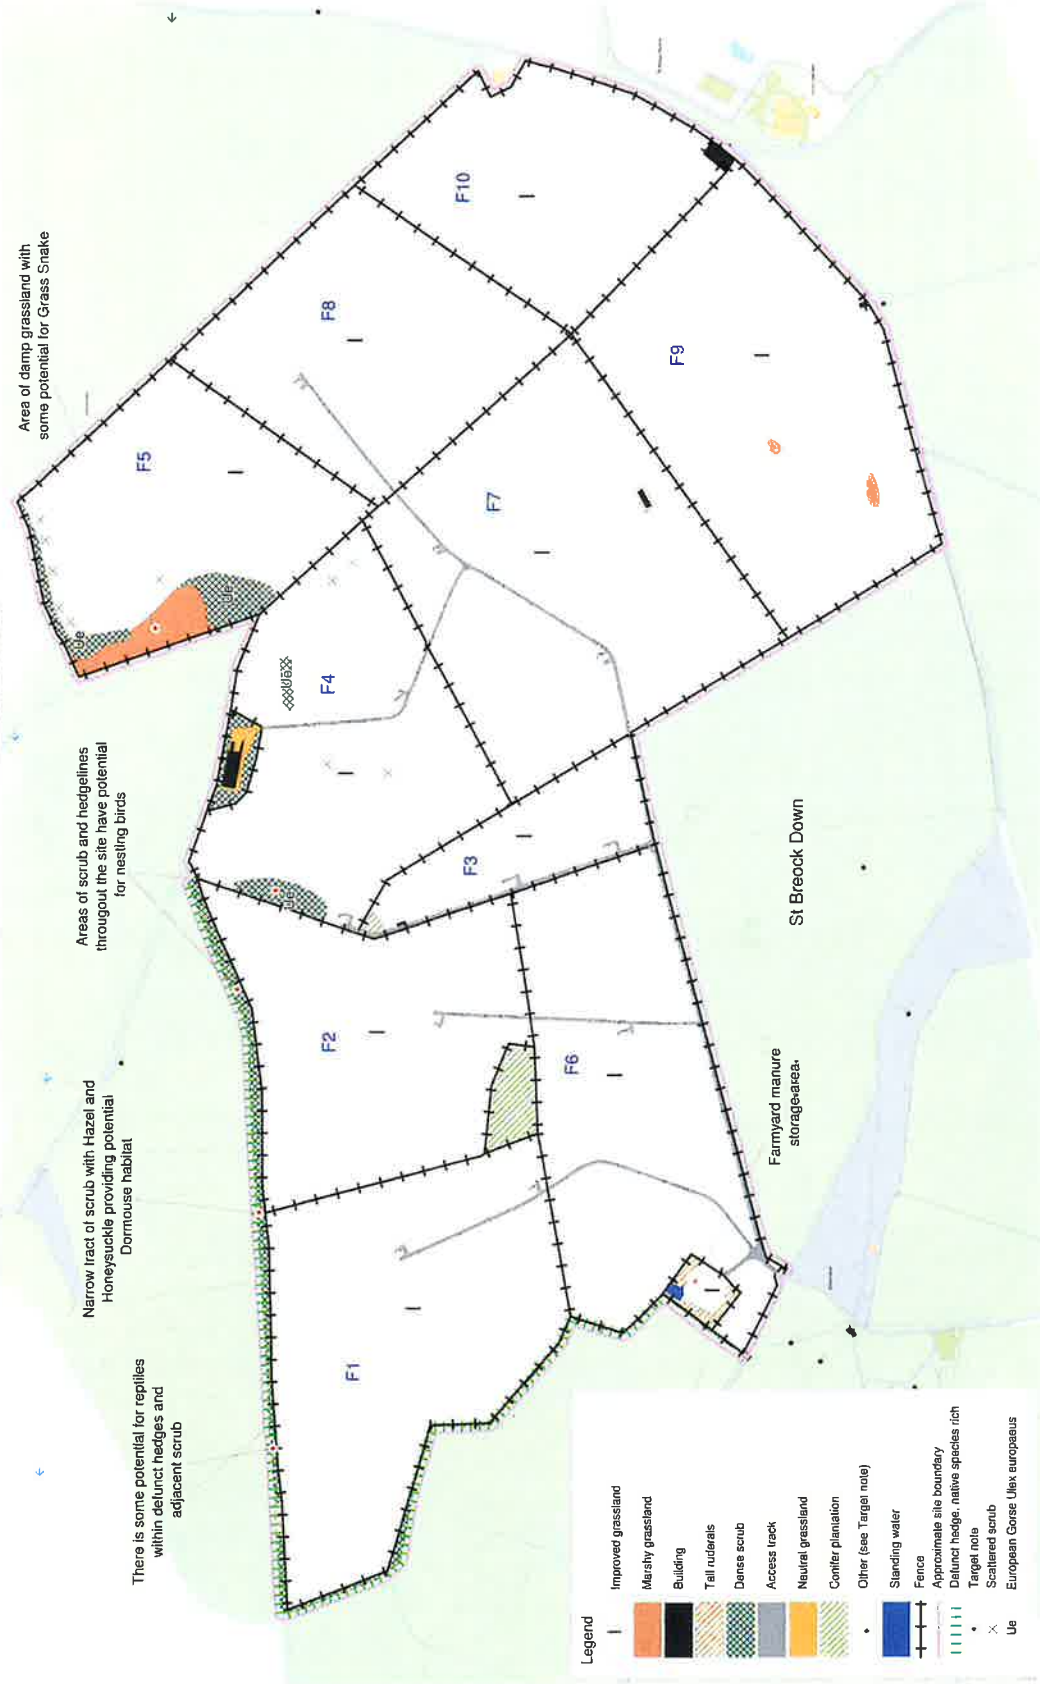 Area of damp grassland with
some potential for Grass Snake
Areas of scrub and hedgelines
througout the site have potential
for nesting birds
Narrow tract of scrub with Hazel and
Honeysuckle providing potential
Dormouse habitat
There is some potential for reptiles
within defunct hedges and
adjacent scrub
F5
F8
F10
F9
F7
F4
F3
F2
F6
F1
I
I
I
I
I
I
I
I
I
I
I
Ue
Ue
Ue
Ue
St Breock Down
Farmyard manure
storage area
Legend
I Improved grassland
Marshy grassland
Building
Tall ruderals
Dense scrub
Access track
Neutral grassland
Conifer plantation
Other (see Target note)
Standing water
Fence
Approximate site boundary
Defunct hedge, native species rich
Target note
Scattered scrub
Ue European Gorse Ulex europaeus